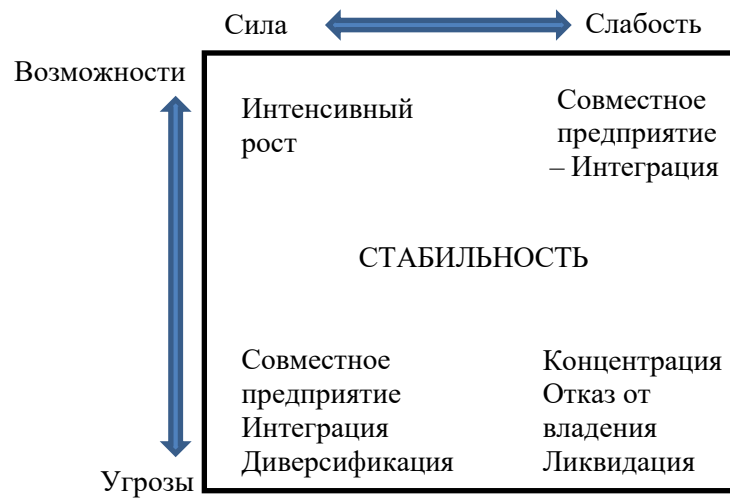 Сила
Слабость
Возможности
Интенсивный
рост
Совместное
предприятие
– Интеграция
СТАБИЛЬНОСТЬ
Совместное
предприятие
Интеграция
Диверсификация
Концентрация
Отказ от
владения
Ликвидация
Угрозы